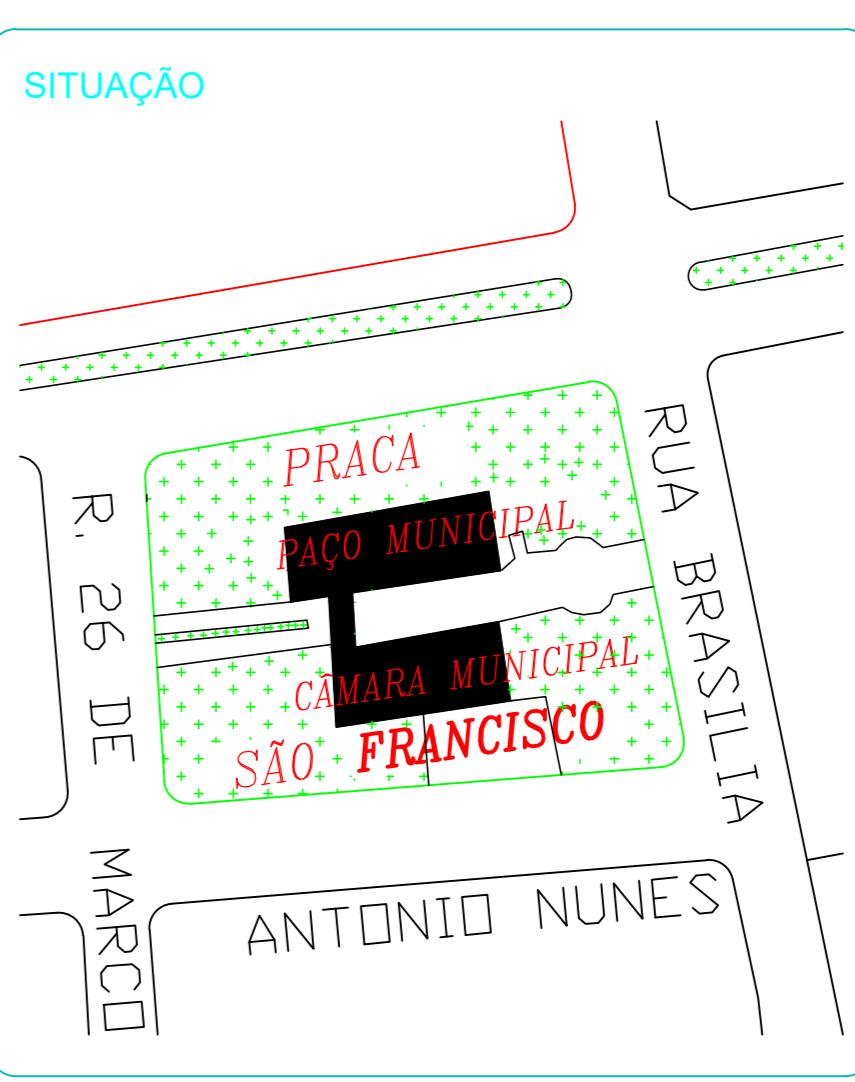 SITUAÇÃO
PRACA
PAÇO MUNICIPAL
CÂMARA MUNICIPAL
SÃO FRANCISCO
RUA BRASILIA
R. 26 DE MARCO
ANTONIO NUNES